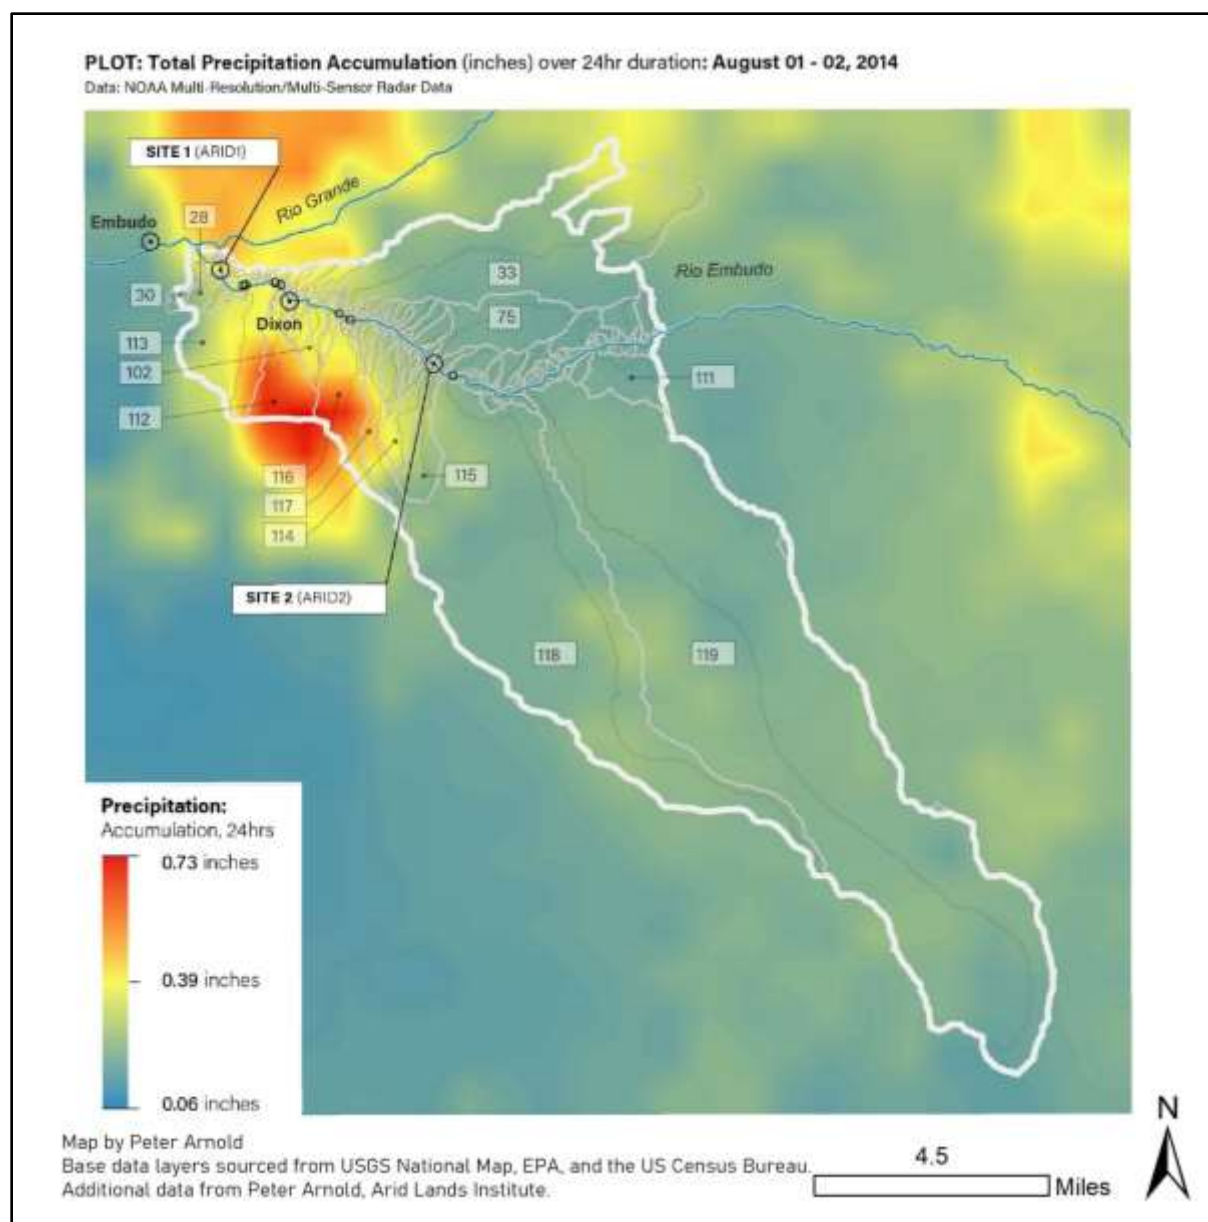 PLOT: Total Precipitation Accumulation (inches) over 24hr duration: August 01 - 02, 2014
Data: NOAA Multi-Resolution/Multi-Sensor Radar Data
SITE 1 (ARID1)
Rio Grande
Embudo
28
Rio Embudo
33
30
75
Dixon
113
102
111
112
116
115
117
114
SITE 2 (ARID2)
118
119
Precipitation:
Accumulation, 24hrs
0.73 inches
0.39 inches
0.06 inches
N
Map by Peter Arnold
Base data layers sourced from USGS National Map, EPA, and the US Census Bureau.
Additional data from Peter Arnold, Arid Lands Institute.
4.5
Miles